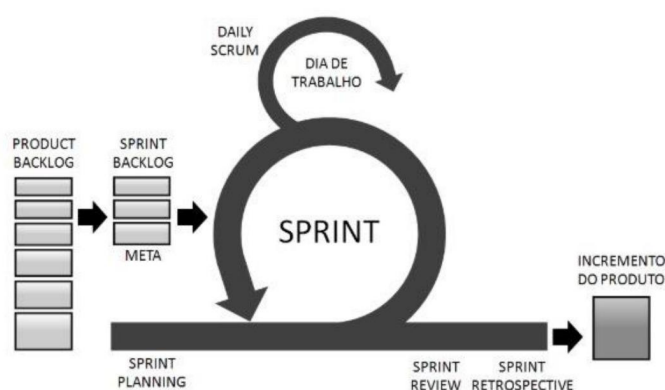 DAILY
SCRUM
DIA DE
TRABALHO
PRODUCT
BACKLOG
SPRINT
BACKLOG
META
SPRINT
INCREMENTO
DO PRODUTO
SPRINT
PLANNING
SPRINT
REVIEW
SPRINT
RETROSPECTIVE